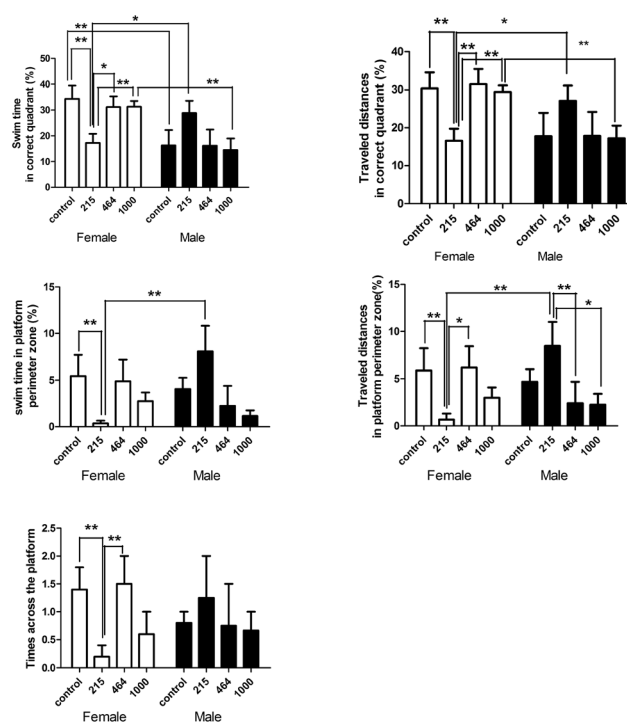 Swim time
in correct quadrant (%)
50
40
30
20
10
0
**
**
*
*
**
**
control
215
464
1000
control
215
464
1000
Female
Male
Traveled distances
in correct quadrant (%)
40
30
20
10
0
**
*
**
**
**
control
215
464
1000
control
215
464
1000
Female
Male
swim time in platform
perimeter zone (%)
15
10
5
0
**
**
control
215
464
1000
control
215
464
1000
Female
Male
Traveled distances
in platform perimeter zone(%)
15
10
5
0
**
*
**
**
*
control
215
464
1000
control
215
464
1000
Female
Male
Times across the platform
2.5
2.0
1.5
1.0
0.5
0.0
**
**
control
215
464
1000
control
215
464
1000
Female
Male